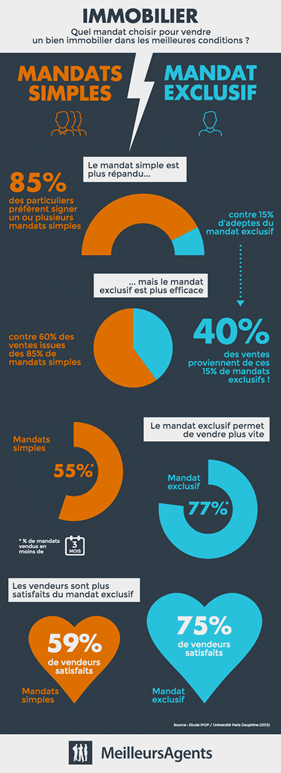 IMMOBILIER
Quel mandat choisir pour vendre
un bien immobilier dans les meilleures conditions ?
MANDATS
SIMPLES
MANDAT
EXCLUSIF
Le mandat simple est
plus répandu...
85%
des particuliers
préfèrent signer
un ou plusieurs
mandats simples
contre 15%
d'adeptes du
mandat exclusif
... mais le mandat
exclusif est plus efficace
contre 60% des
ventes issues
des 85% de
mandats simples
40%
des ventes
proviennent de ces
15% de mandats
exclusifs !
Le mandat exclusif permet
de vendre plus vite
Mandats
simples
55%*
Mandat
exclusif
77%*
* % de mandats
vendus en
moins de
3
MOIS
Les vendeurs sont plus
satisfaits du mandat exclusif
59%
de vendeurs
satisfaits
Mandats
simples
75%
de vendeurs
satisfaits
Mandat
exclusif
Source : Etude IFOP / Université Paris Dauphine (2013)
MeilleursAgents